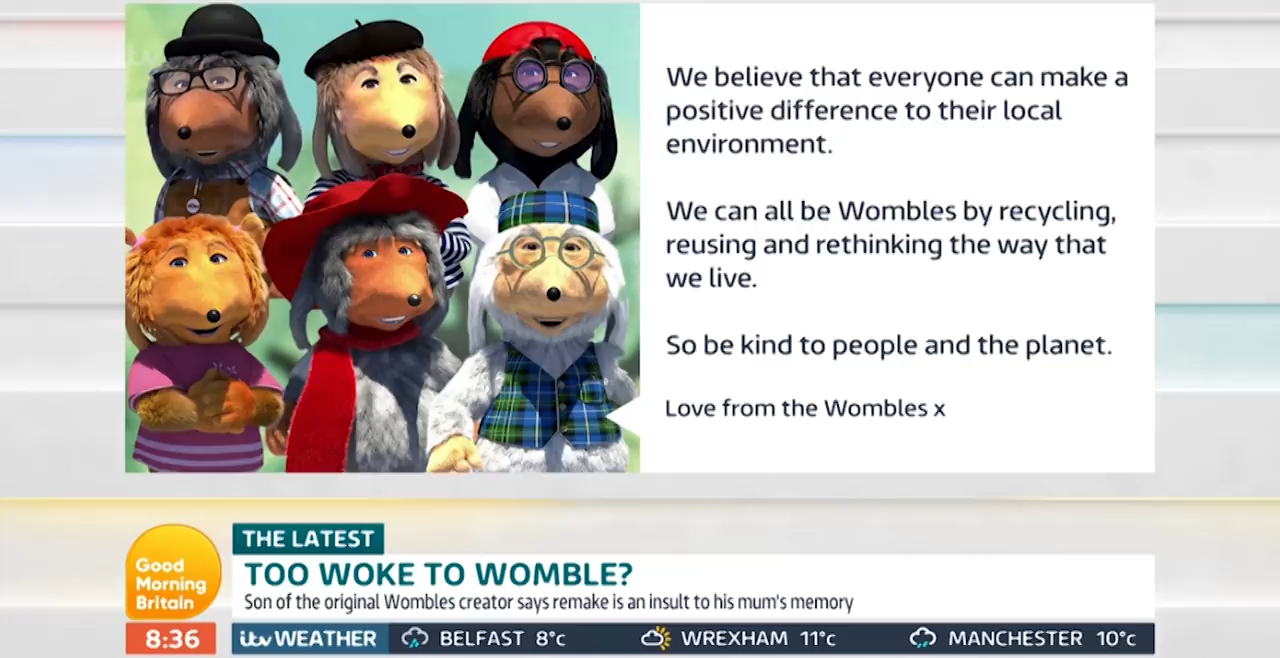 itv
We believe that everyone can make a
positive difference to their local
environment.
We can all be Wombles by recycling,
reusing and rethinking the way that
we live.
So be kind to people and the planet.
Love from the Wombles x
Good
Morning
Britain
THE LATEST
TOO WOKE TO WOMBLE?
Son of the original Wombles creator says remake is an insult to his mum's memory
8:36
itv WEATHER BELFAST 8°c WREXHAM 11°c MANCHESTER 10°c